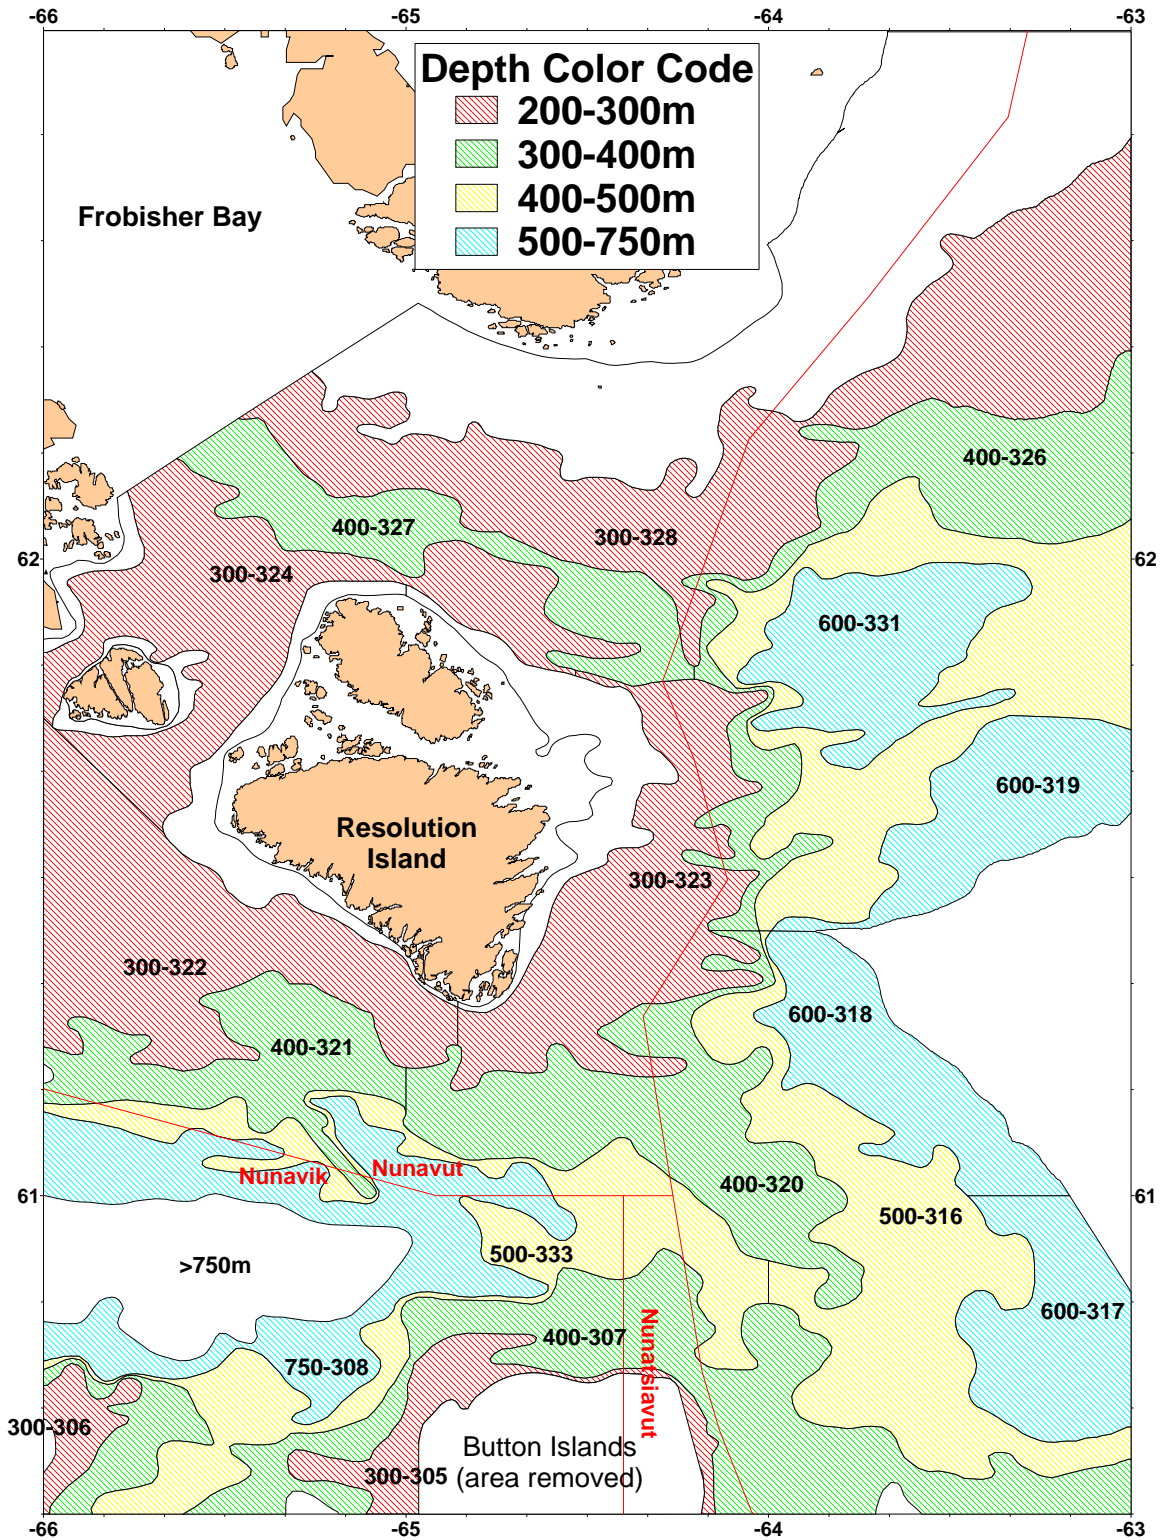 -66 -65 -64 -63
Depth Color Code
200-300m
300-400m
400-500m
500-750m
Frobisher Bay
400-326
400-327
300-328
62 62
300-324
600-331
600-319
Resolution
Island
300-323
300-322
600-318
400-321
Nunavik Nunavut
400-320
61 61
500-316
500-333
>750m
600-317
400-307
Nunatsiavut
750-308
300-306
Button Islands
300-305 (area removed)
-66 -65 -64 -63